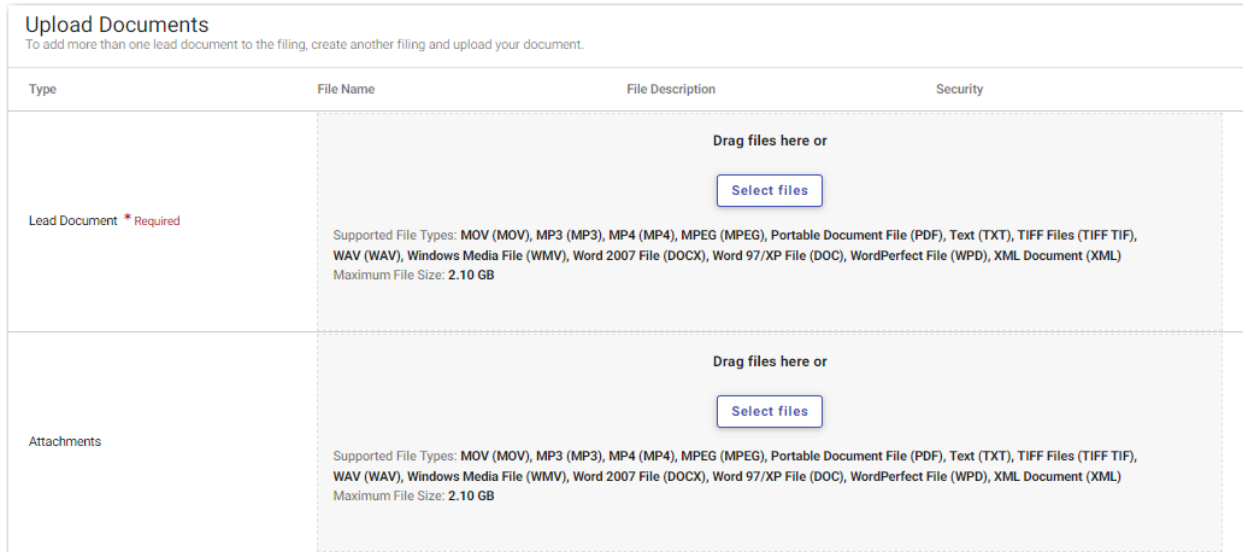 Upload Documents
To add more than one lead document to the filing, create another filing and upload your document.
Type File Name File Description Security
Lead Document * Required
Drag files here or
Select files
Supported File Types: MOV (MOV), MP3 (MP3), MP4 (MP4), MPEG (MPEG), Portable Document File (PDF), Text (TXT), TIFF Files (TIFF TIF),
WAV (WAV), Windows Media File (WMV), Word 2007 File (DOCX), Word 97/XP File (DOC), WordPerfect File (WPD), XML Document (XML)
Maximum File Size: 2.10 GB
Attachments
Drag files here or
Select files
Supported File Types: MOV (MOV), MP3 (MP3), MP4 (MP4), MPEG (MPEG), Portable Document File (PDF), Text (TXT), TIFF Files (TIFF TIF),
WAV (WAV), Windows Media File (WMV), Word 2007 File (DOCX), Word 97/XP File (DOC), WordPerfect File (WPD), XML Document (XML)
Maximum File Size: 2.10 GB